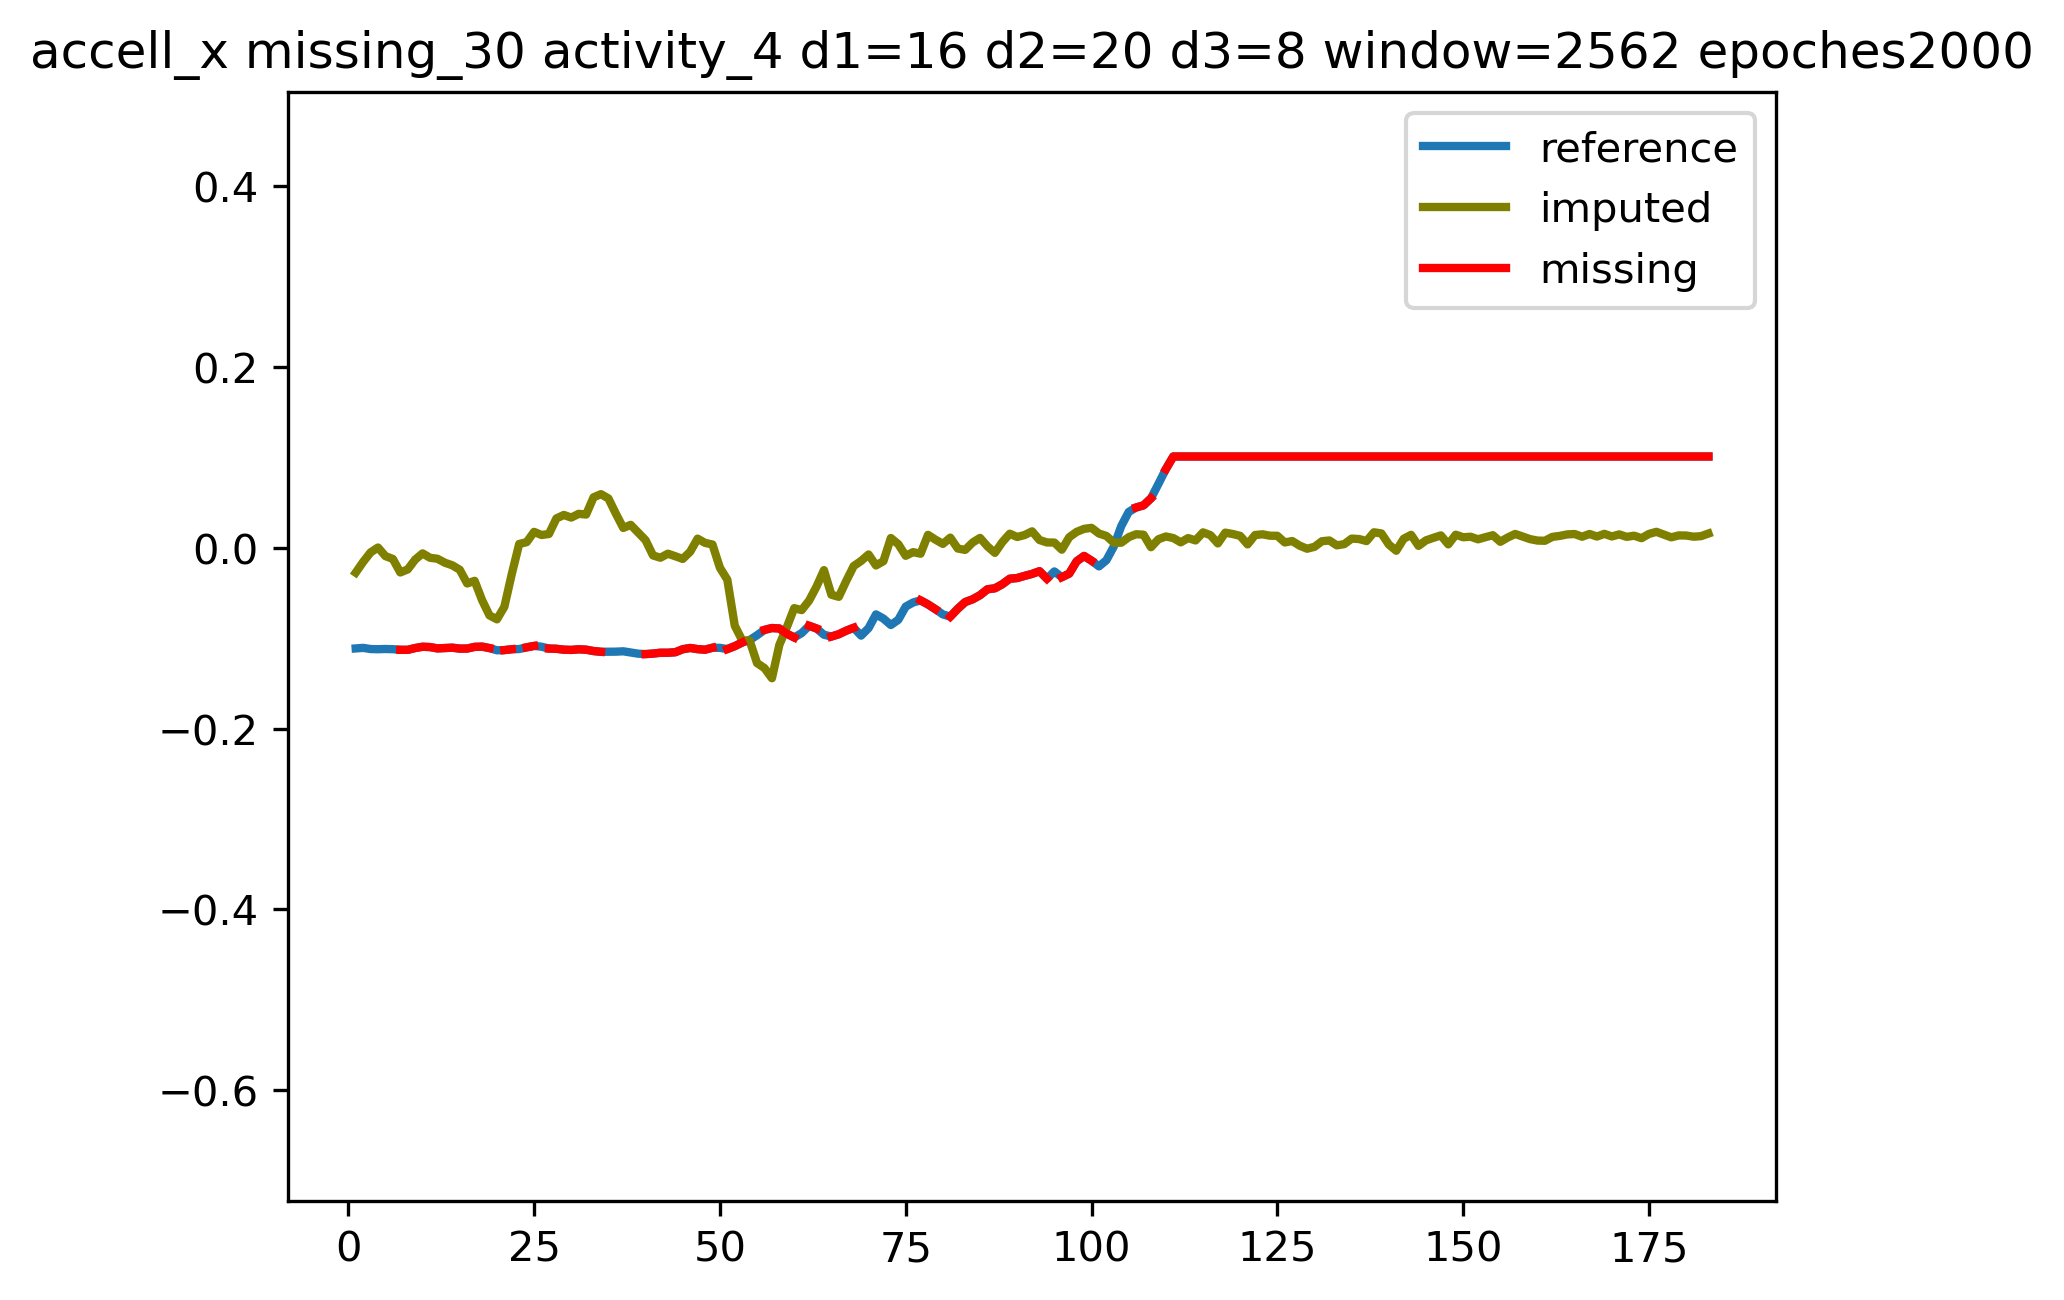 accell_x missing_30 activity_4 d1=16 d2=20 d3=8 window=2562 epoches2000
reference
imputed
missing
0.4
0.2
0.0
−0.2
−0.4
−0.6
0 25 50 75 100 125 150 175